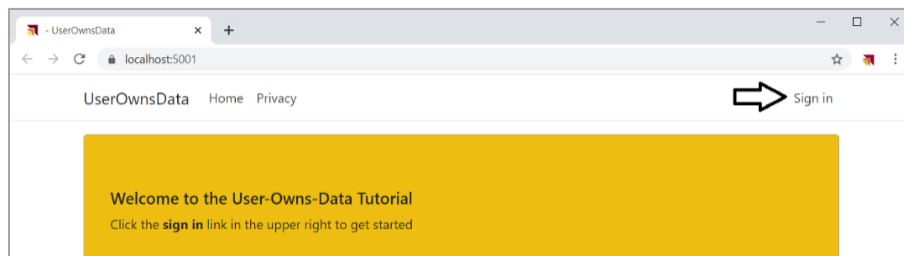 - UserOwnsData
localhost:5001
UserOwnsData Home Privacy Sign in
Welcome to the User-Owns-Data Tutorial
Click the sign in link in the upper right to get started